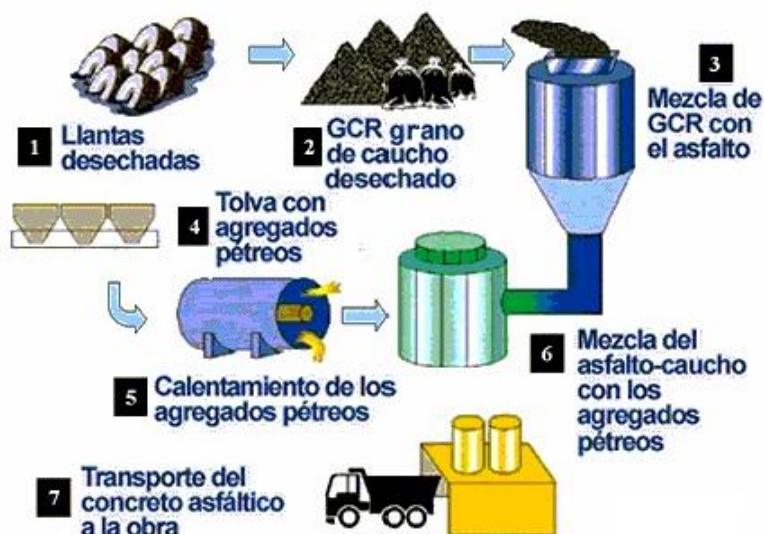 1 Llantas
desechadas
2 GCR grano
de caucho
desechado
3
Mezcla de
GCR con
el asfalto
4 Tolva con
agregados
pétreos
5 Calentamiento de los
agregados pétreos
6 Mezcla del
asfalto-caucho
con los
agregados
pétreos
7 Transporte del
concreto asfáltico
a la obra